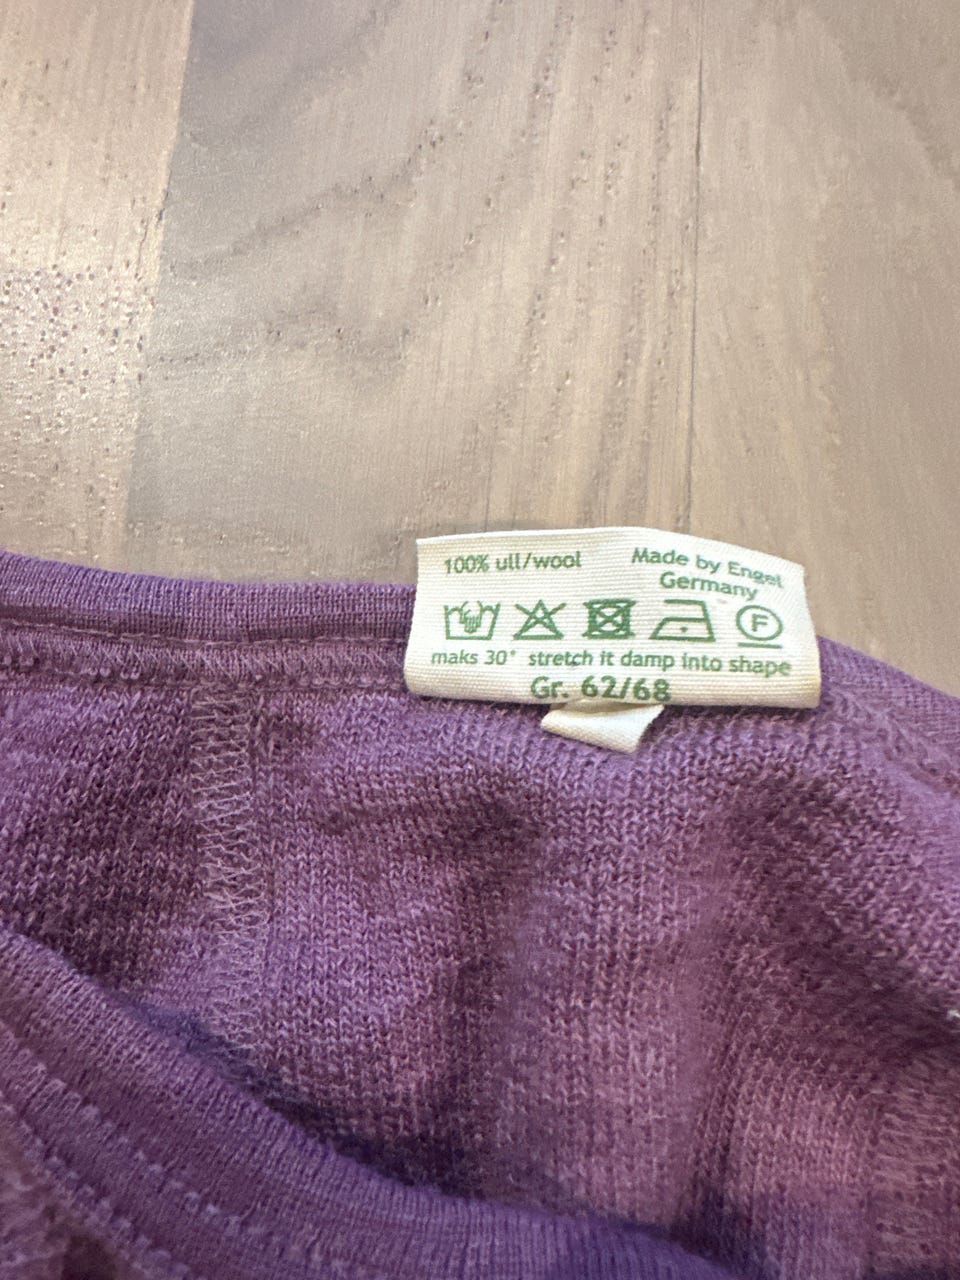 100% ull/wool
Made by Engel
Germany
F
maks 30° stretch it damp into shape
Gr. 62/68